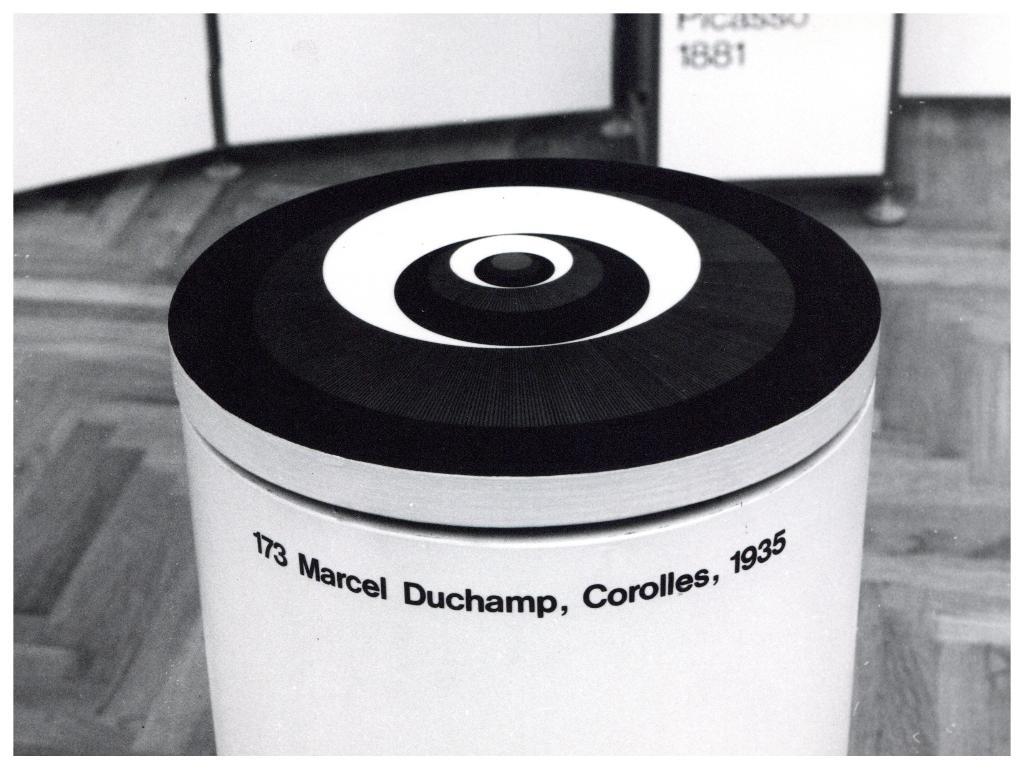 Picasso
1881
173 Marcel Duchamp, Corolles, 1935